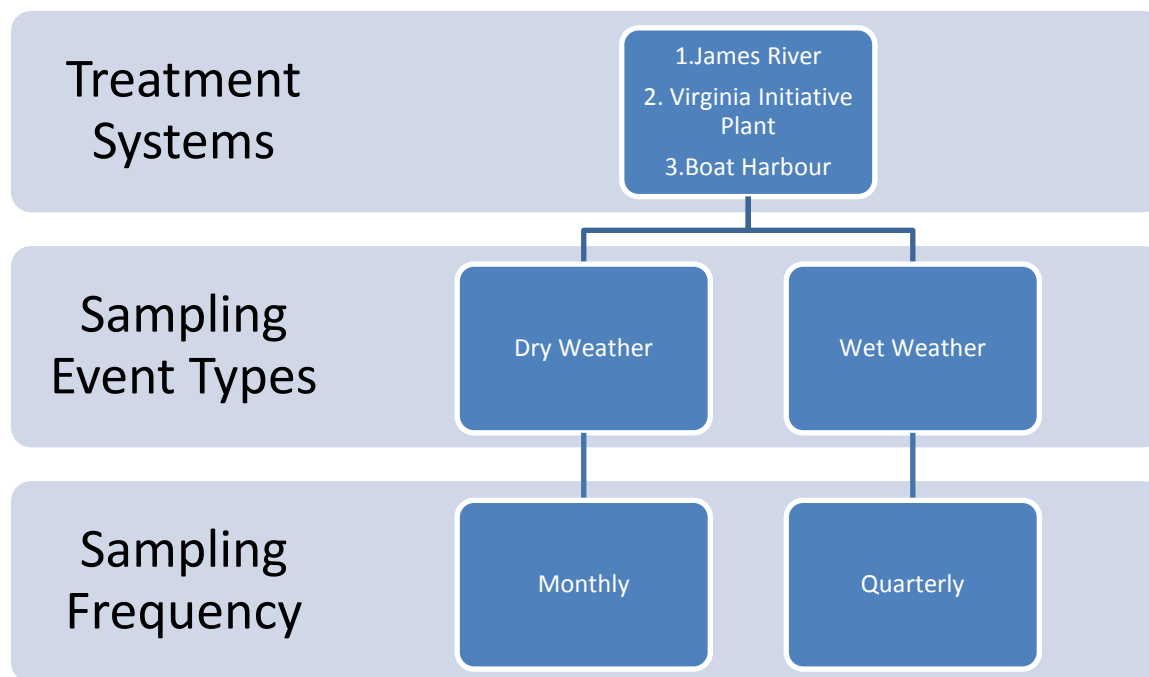 Treatment
Systems
1.James River
2. Virginia Initiative
Plant
3.Boat Harbour
Sampling
Event Types
Dry Weather
Wet Weather
Sampling
Frequency
Monthly
Quarterly